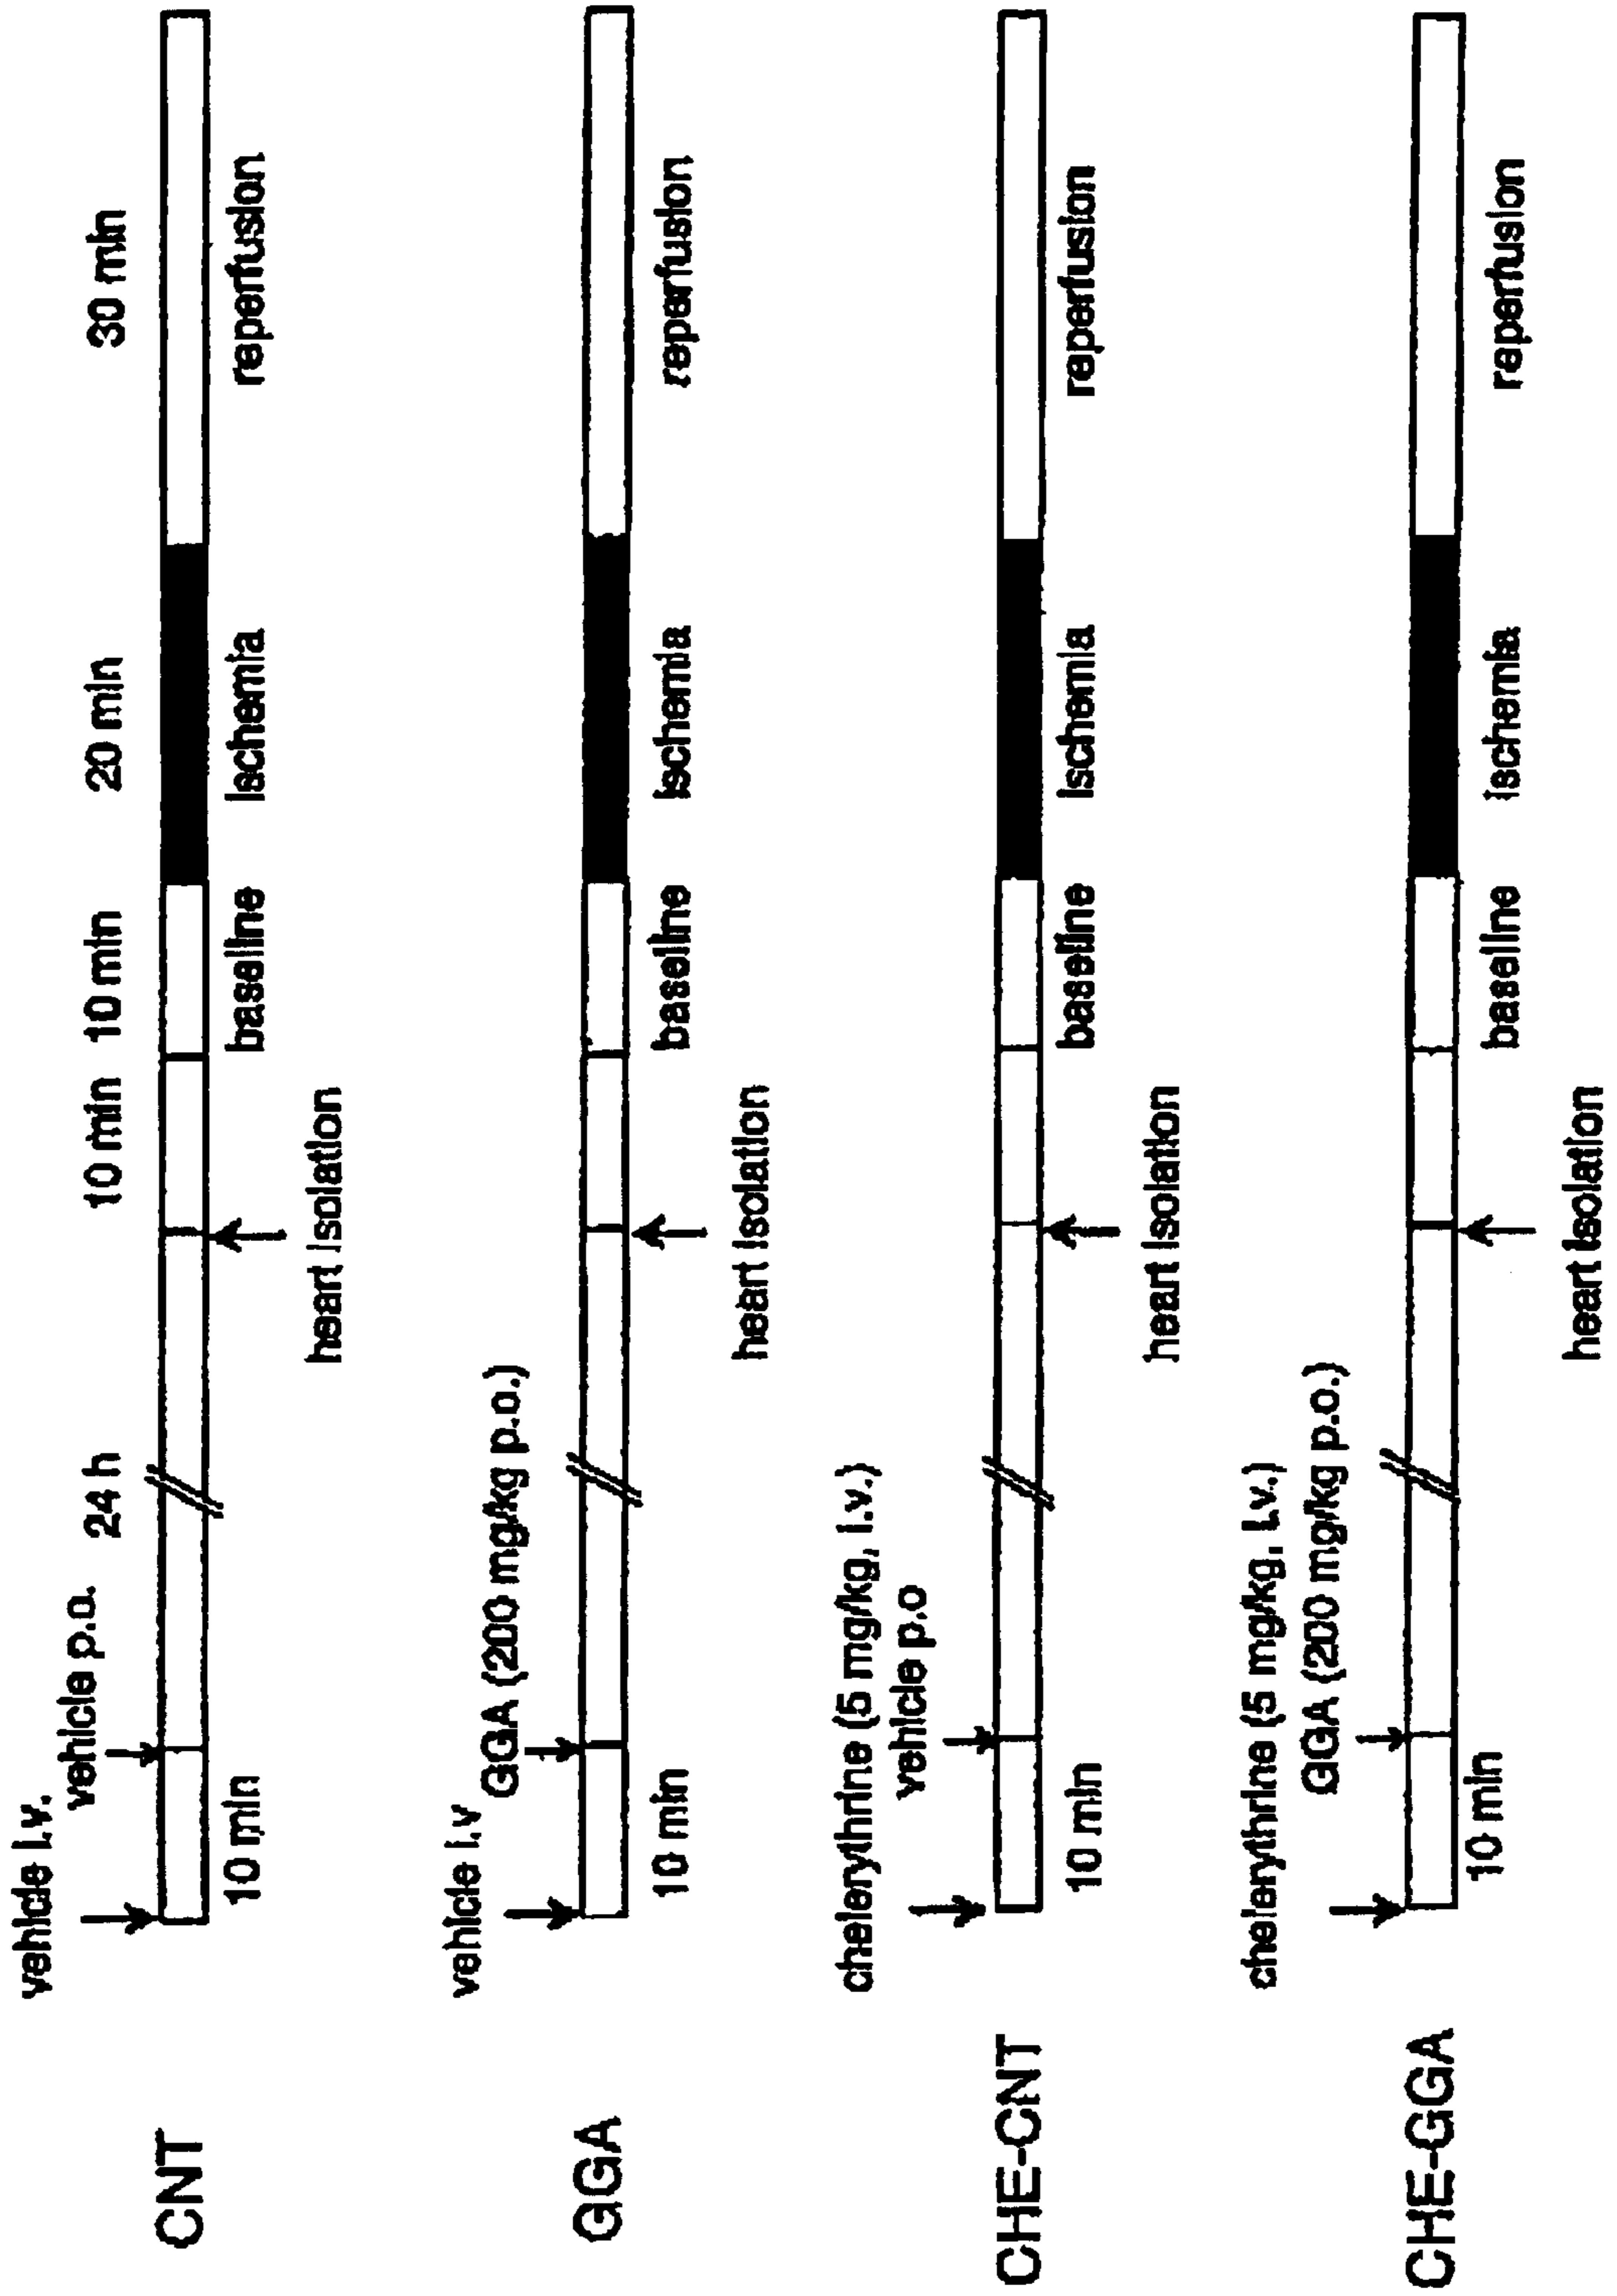 CNT
vehicle i.v.
vehicle p.o.
24 h
10 min
10 min
20 min
30 min
10 min
heart isolation
baseline
ischemia
reperfusion
GGA
vehicle i.v
GGA (200 mg/kg p.o.)
10 min
heart isolation
baseline
ischemia
reperfusion
CHE-CNT
chelerythrine (5 mg/kg, i.v.)
vehicle p.o
10 min
heart isolation
baseline
ischemia
reperfusion
CHE-GGA
chelerythrine (5 mg/kg, i.v.)
GGA (200 mg/kg p.o.)
10 min
heart isolation
baseline
ischemia
reperfusion